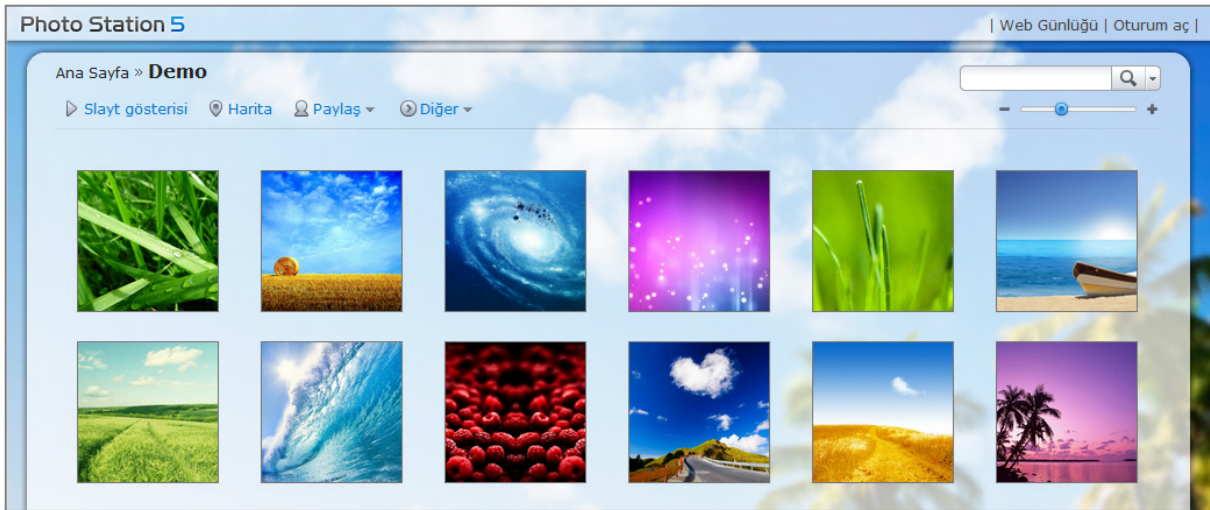 Photo Station 5
| Web Günlüğü | Oturum aç |
Ana Sayfa » Demo
Slayt gösterisi Harita Paylaş Diğer